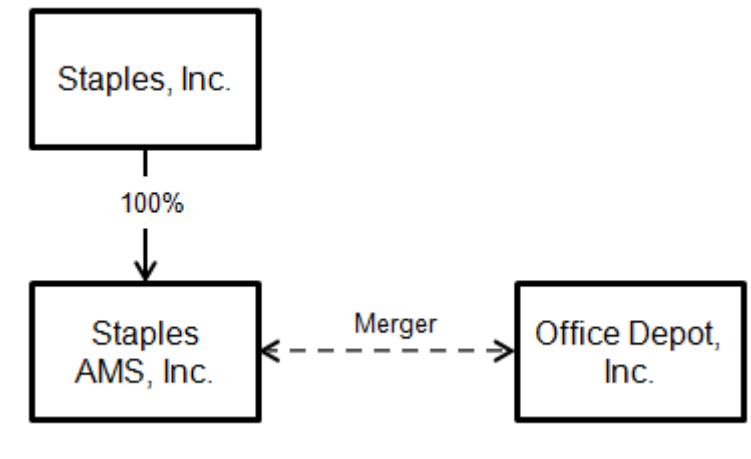 Staples, Inc.
100%
Staples
AMS, Inc.
Merger
Office Depot,
Inc.